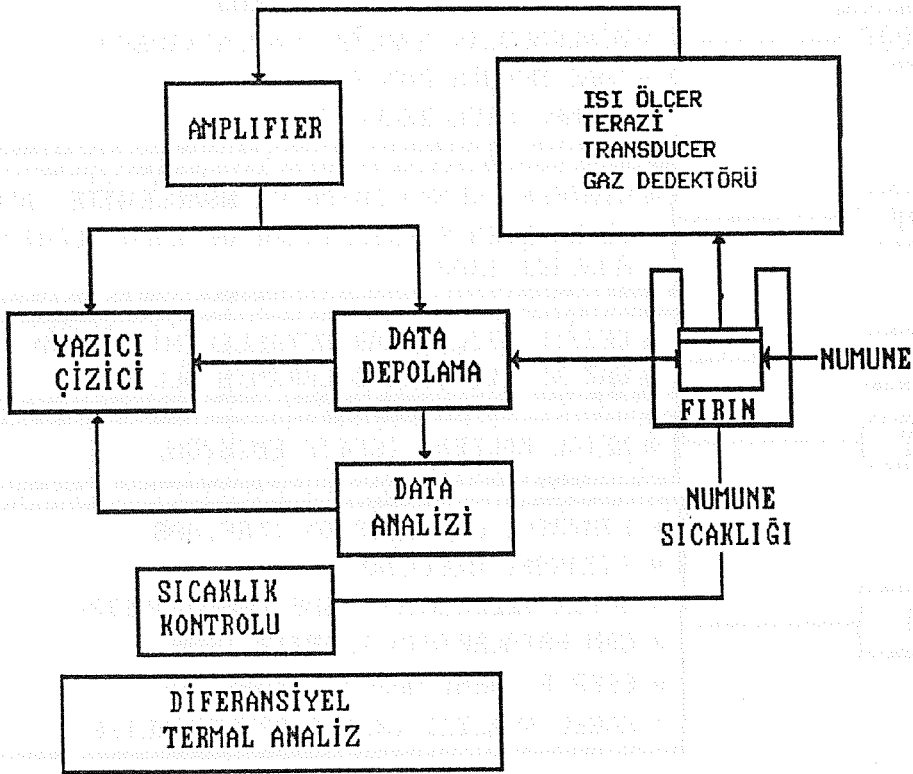 ISI ÖLÇER
TERAZİ
TRANSDUCER
GAZ DEDEKTÖRÜ
AMPLIFIER
YAZICI
ÇİZİCİ
DATA
DEPOLAMA
NUMUNE
FIRIN
DATA
ANALİZİ
NUMUNE
SICAKLIĞI
SICAKLIK
KONTROLU
DİFERANSİYEL
TERMAL ANALİZ